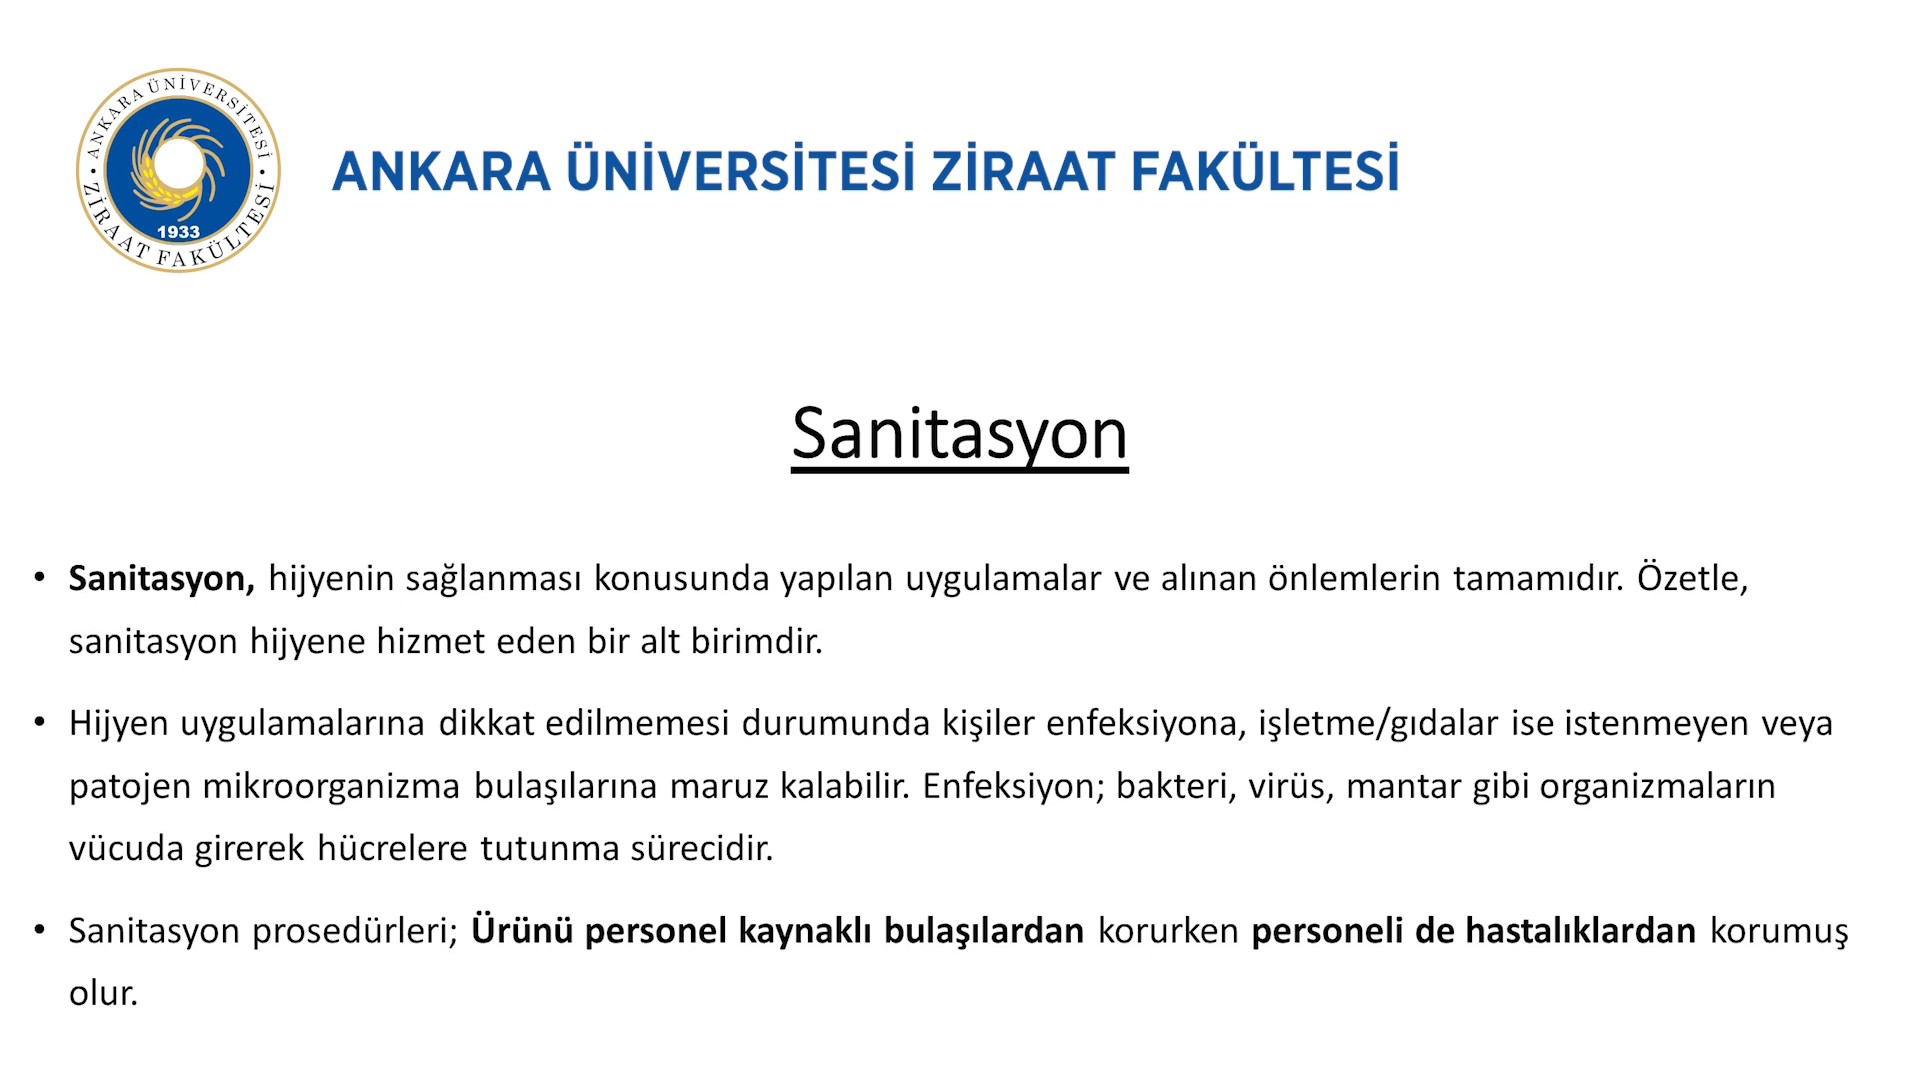 ANKARA ÜNİVERSİTESİ
ZİRAAT FAKÜLTESİ
1933
ANKARA ÜNİVERSİTESİ ZİRAAT FAKÜLTESİ
Sanitasyon
• Sanitasyon, hijyenin sağlanması konusunda yapılan uygulamalar ve alınan önlemlerin tamamıdır. Özetle,
sanitasyon hijyene hizmet eden bir alt birimdir.
• Hijyen uygulamalarına dikkat edilmemesi durumunda kişiler enfeksiyona, işletme/gıdalar ise istenmeyen veya
patojen mikroorganizma bulaşılarına maruz kalabilir. Enfeksiyon; bakteri, virüs, mantar gibi organizmaların
vücuda girerek hücrelere tutunma sürecidir.
• Sanitasyon prosedürleri; Ürünü personel kaynaklı bulaşılardan korurken personeli de hastalıklardan korumuş
olur.